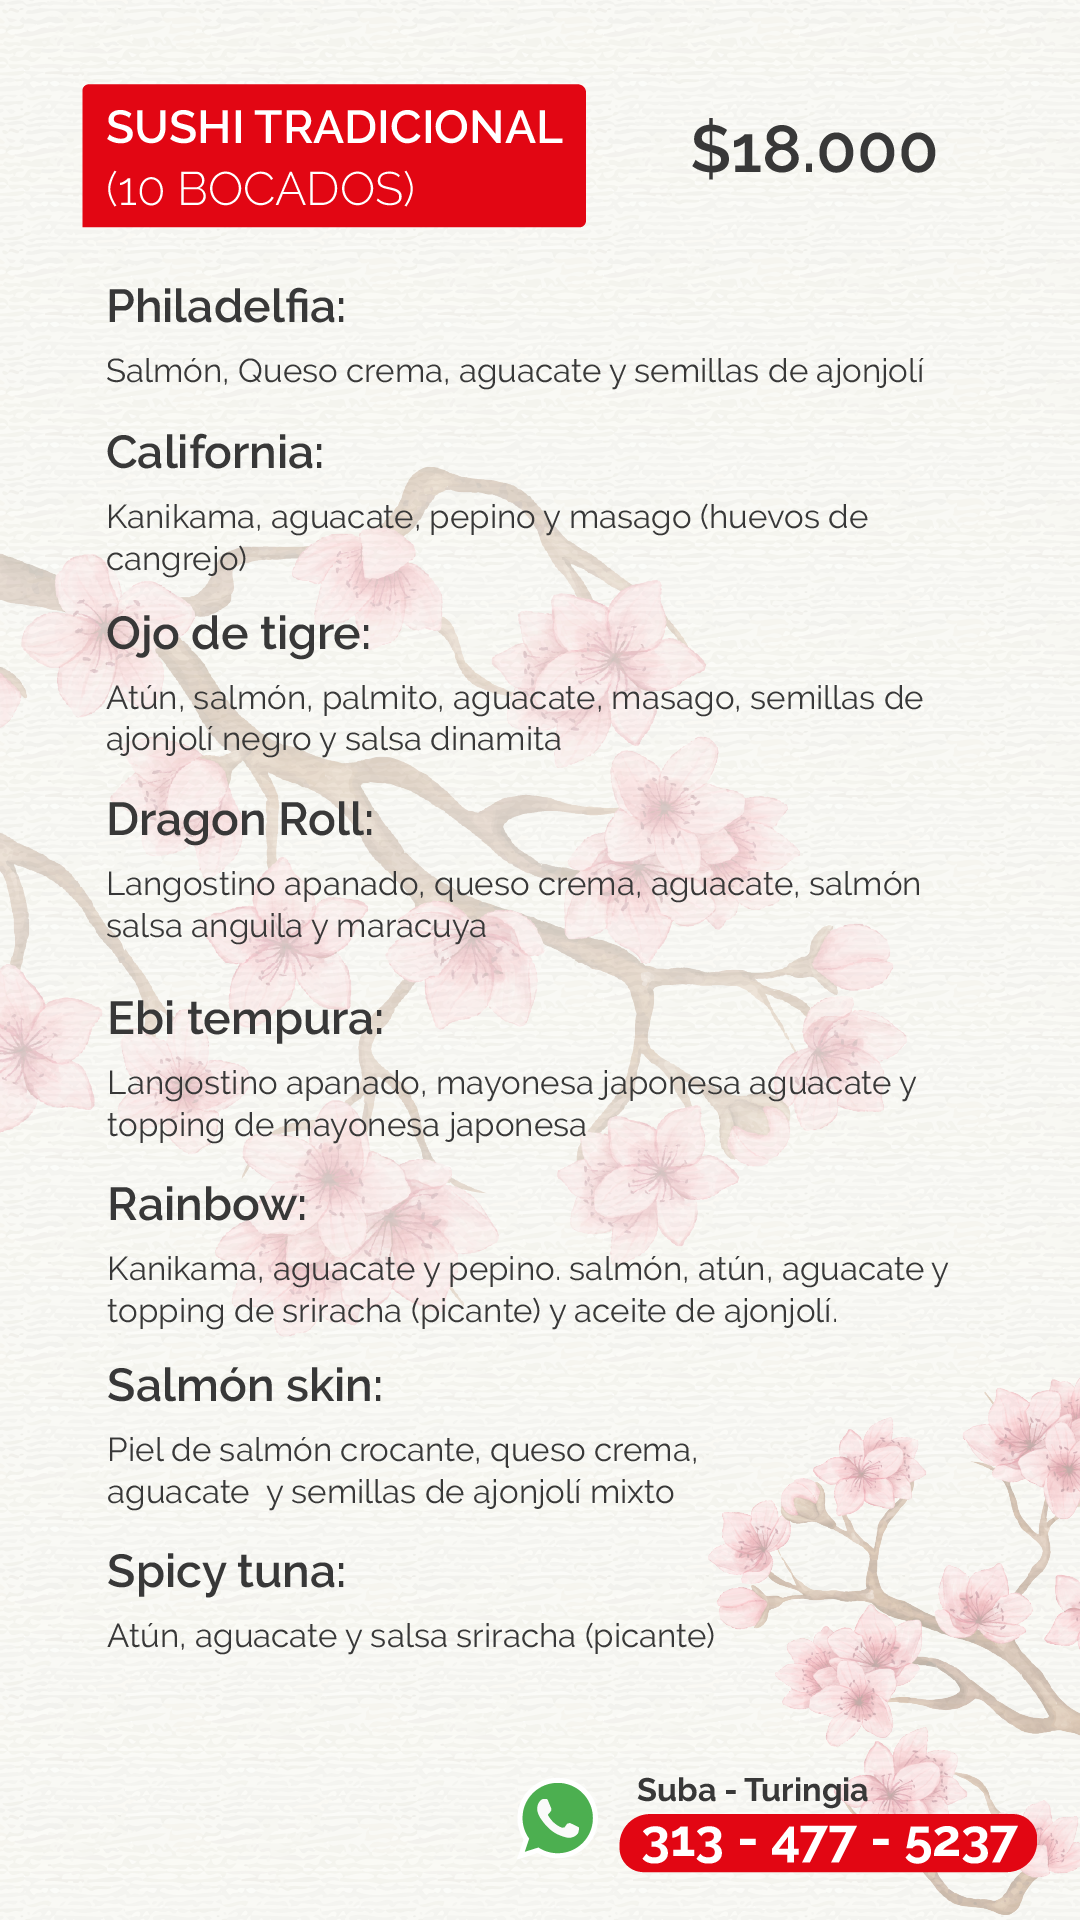 SUSHI TRADICIONAL
(10 BOCADOS)
$18.000
Philadelfia:
Salmón, Queso crema, aguacate y semillas de ajonjolí
California:
Kanikama, aguacate, pepino y masago (huevos de
cangrejo)
Ojo de tigre:
Atún, salmón, palmito, aguacate, masago, semillas de
ajonjolí negro y salsa dinamita
Dragon Roll:
Langostino apanado, queso crema, aguacate, salmón
salsa anguila y maracuya
Ebi tempura:
Langostino apanado, mayonesa japonesa aguacate y
topping de mayonesa japonesa
Rainbow:
Kanikama, aguacate y pepino. salmón, atún, aguacate y
topping de sriracha (picante) y aceite de ajonjolí.
Salmón skin:
Piel de salmón crocante, queso crema,
aguacate  y semillas de ajonjolí mixto
Spicy tuna:
Atún, aguacate y salsa sriracha (picante)
Suba - Turingia
313 - 477 - 5237